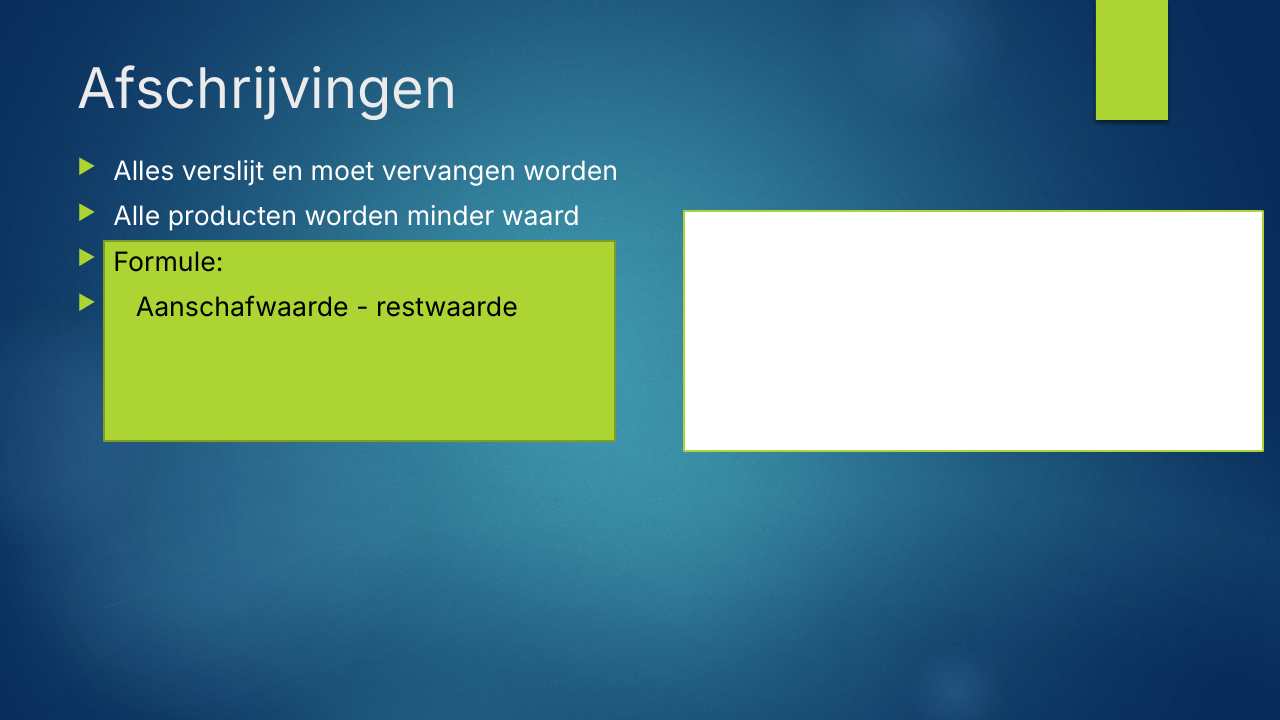 Afschrijvingen
Alles verslijt en moet vervangen worden
Alle producten worden minder waard
Formule:
Aanschafwaarde - restwaarde